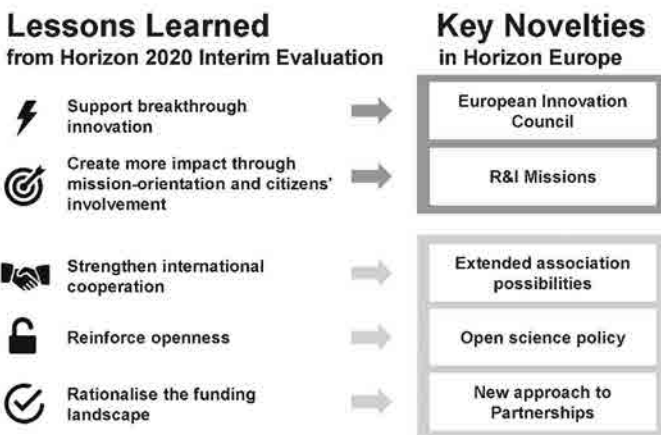 Lessons Learned
from Horizon 2020 Interim Evaluation
Key Novelties
in Horizon Europe
Support breakthrough
innovation
European Innovation
Council
Create more impact through
mission-orientation and citizens'
involvement
R&I Missions
Strengthen international
cooperation
Extended association
possibilities
Reinforce openness
Open science policy
Rationalise the funding
landscape
New approach to
Partnerships